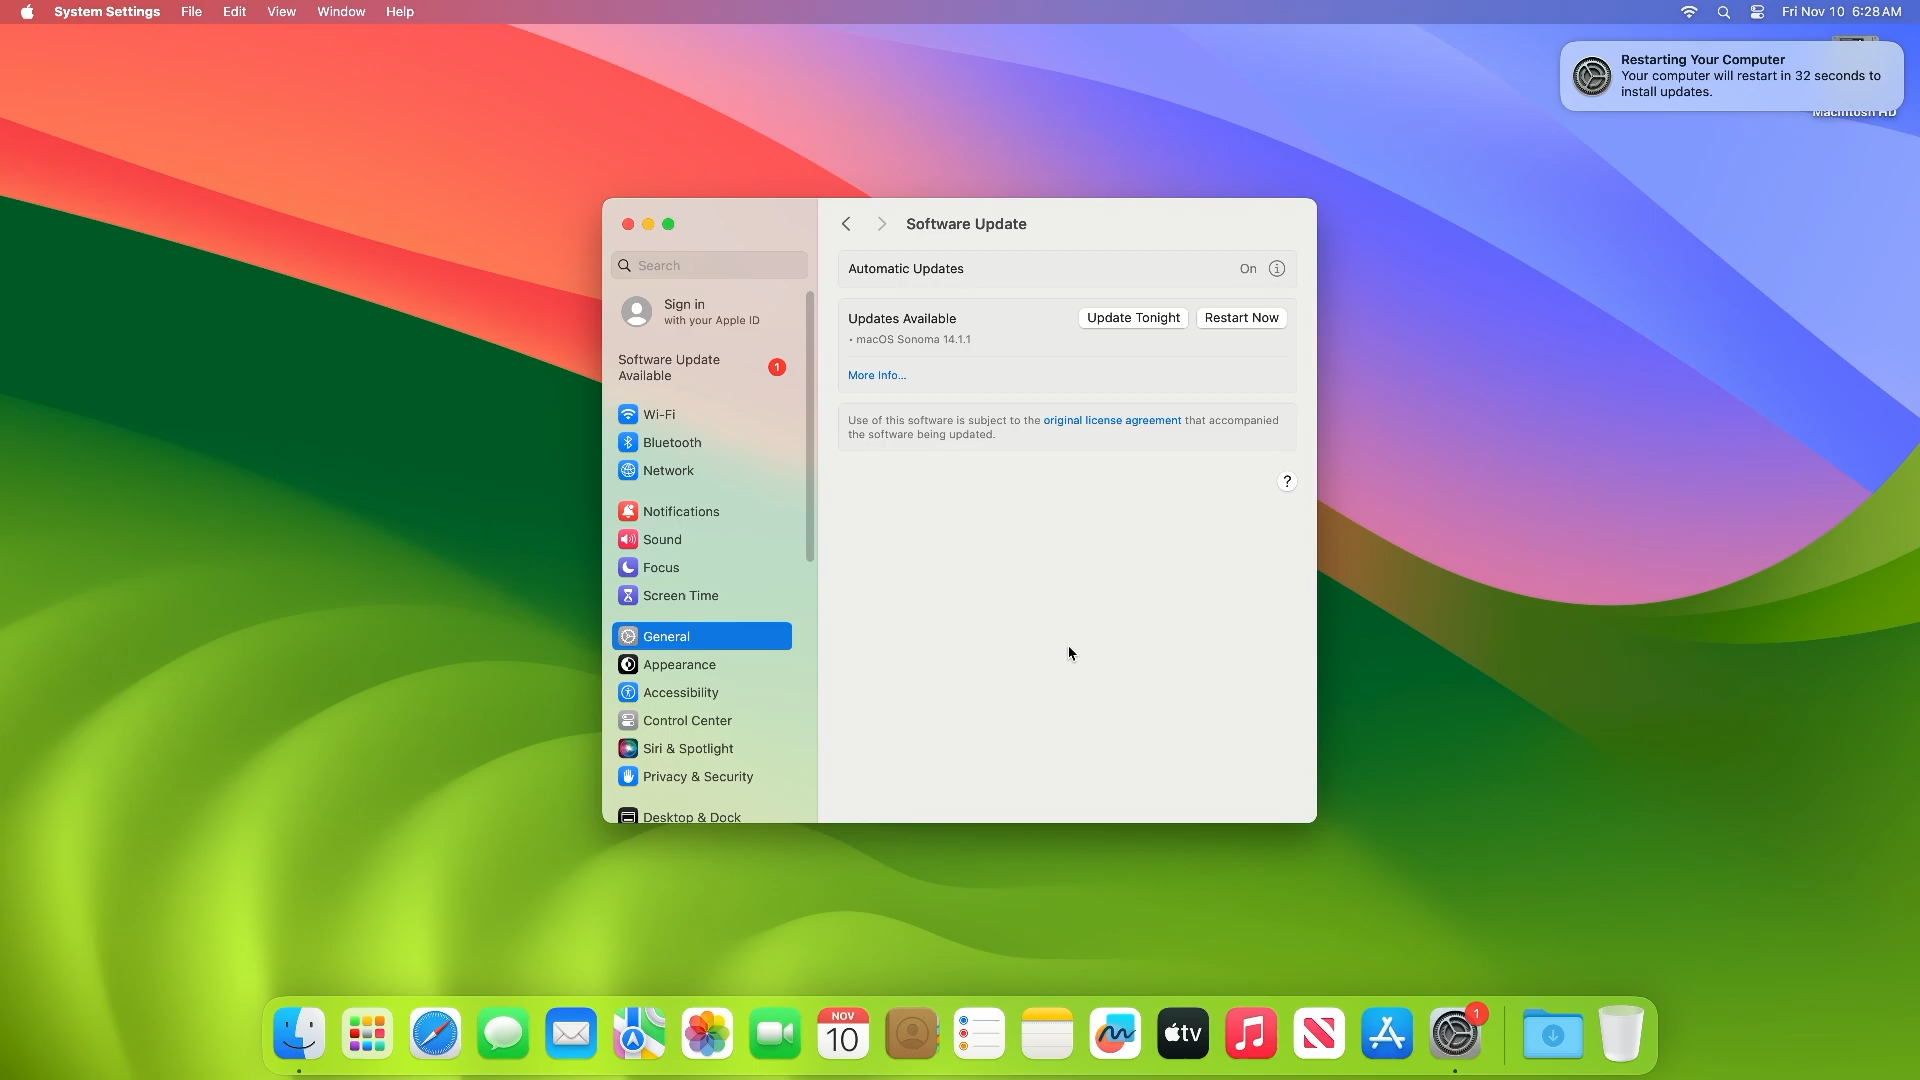 System Settings File Edit View Window Help Fri Nov 10 6:28 AM
Restarting Your Computer
Your computer will restart in 32 seconds to
install updates.
Macintosh HD
Software Update
Search
Automatic Updates On
Sign in
with your Apple ID
Updates Available Update Tonight Restart Now
• macOS Sonoma 14.1.1
More Info...
Software Update
Available
1
Use of this software is subject to the original license agreement that accompanied
the software being updated.
?
Wi-Fi
Bluetooth
Network
Notifications
Sound
Focus
Screen Time
General
Appearance
Accessibility
Control Center
Siri & Spotlight
Privacy & Security
Desktop & Dock
NOV
10
tv
1